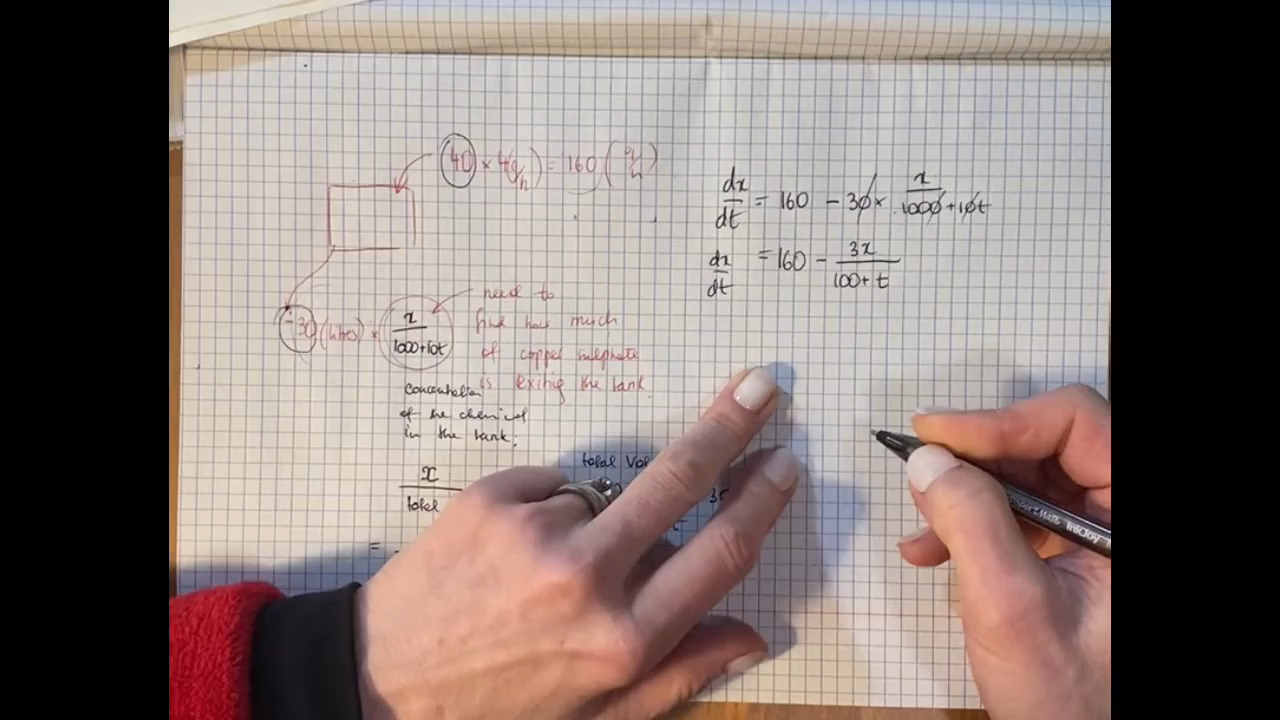 40 × 4(g/h) = 160
-30 (litres) × x/(1000+10t)
need to
find how much
of copper sulphate
is exiting the tank.
concentration
of the chemical
in the tank:
x/total
total Vol
=
dx/dt = 160 - 30 × x/(1000+10t)
dx/dt = 160 - 3x/(100+t)